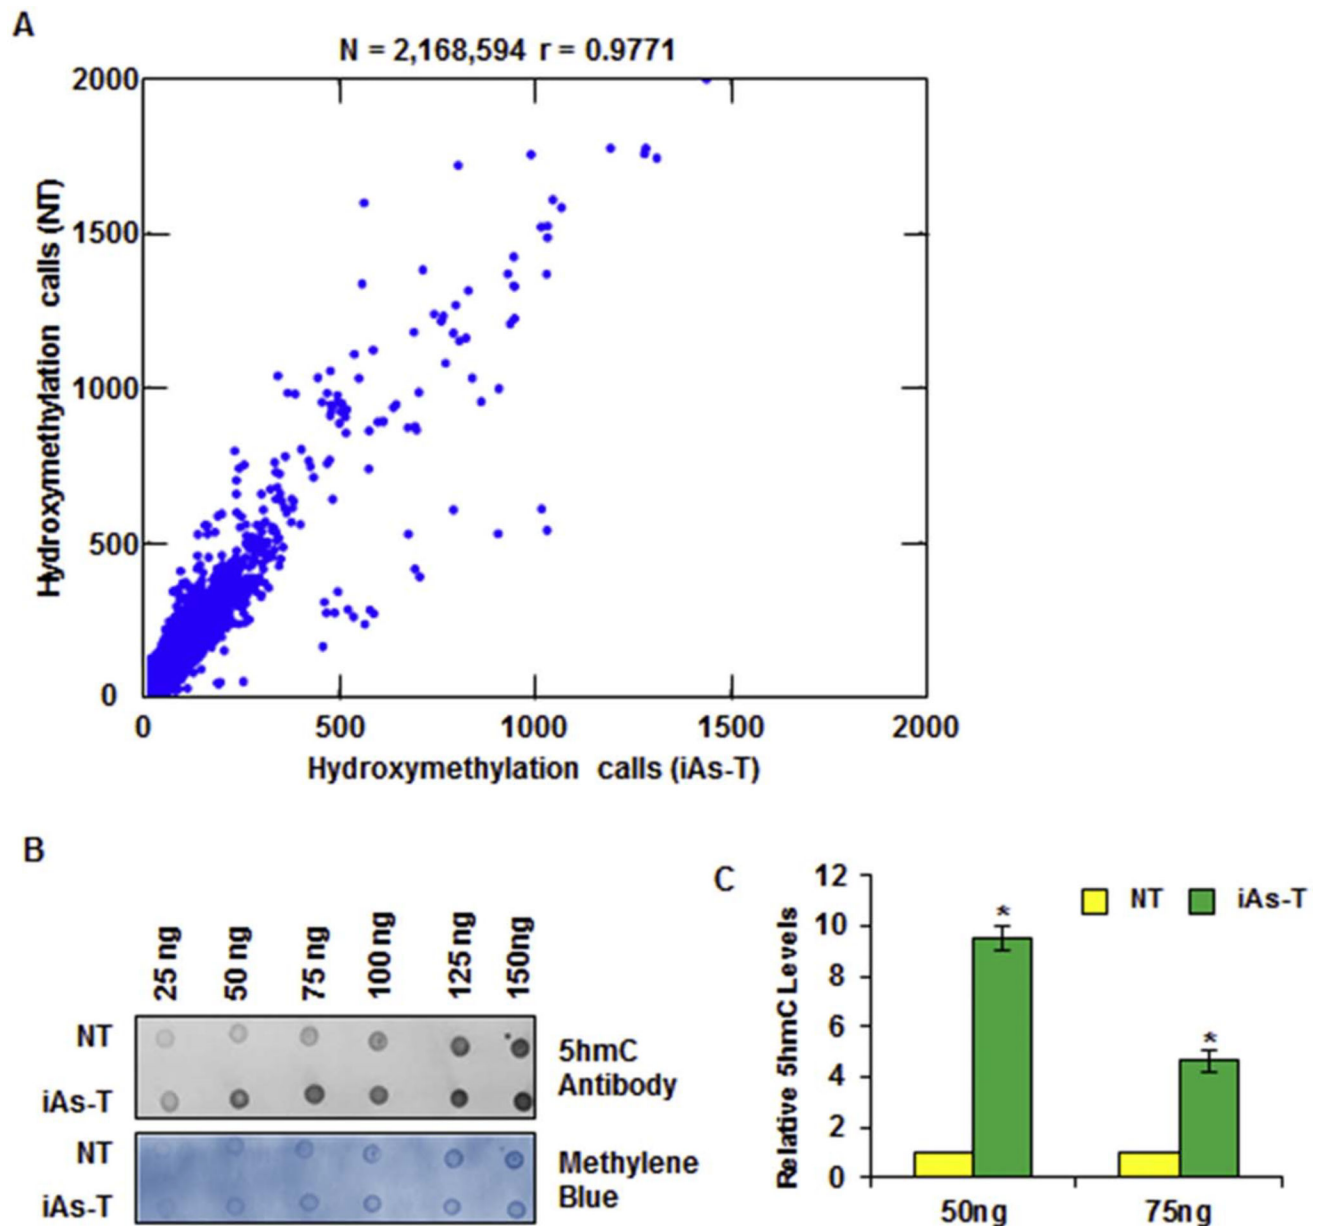 A
N = 2,168,594 r = 0.9771
2000
1500
1000
500
0
Hydroxymethylation calls (NT)
0 500 1000 1500 2000
Hydroxymethylation calls (iAs-T)
B
25 ng 50 ng 75 ng 100 ng 125 ng 150ng
NT
iAs-T
5hmC
Antibody
NT
iAs-T
Methylene
Blue
C
NT iAs-T
12
10
8
6
4
2
0
Relative 5hmC Levels
* *
50ng 75ng